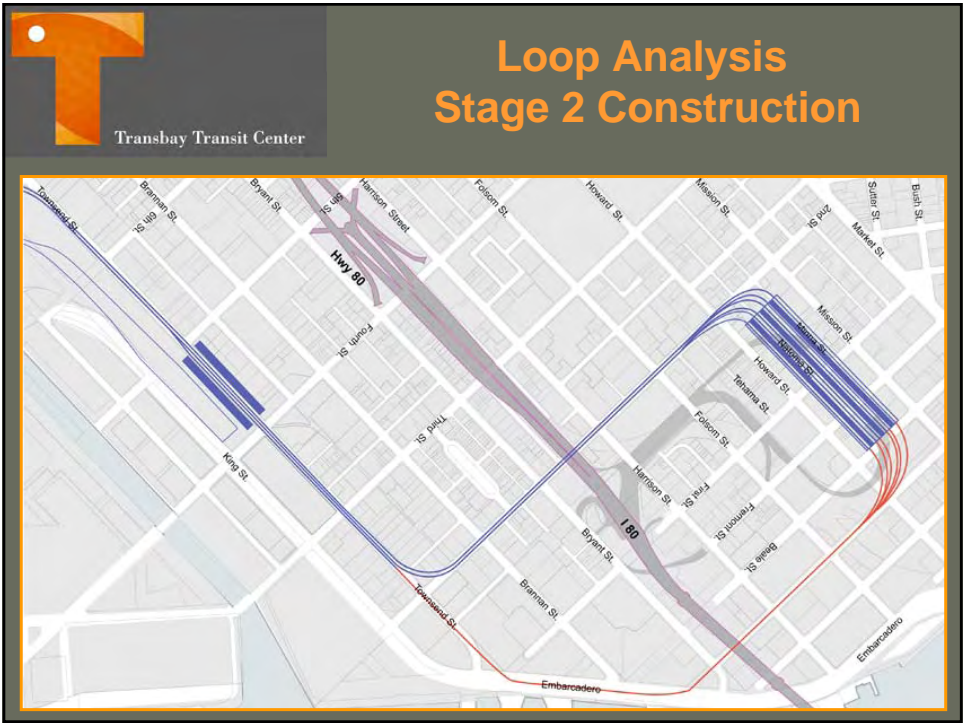 Transbay Transit Center
Loop Analysis
Stage 2 Construction
Townsend St.
Brannan St.
6th St.
Bryant St.
5th St.
Harrison Street
Folsom St.
Howard St.
Mission St.
2nd St
Sutter St.
Bush St.
Market St.
Hwy 80
Fourth St.
Mission St.
Minna St.
Natoma St.
Howard St.
Tehama St.
Folsom St.
Third St.
King St.
Harrison St.
First St.
Fremont St.
Beale St.
I 80
Bryant St.
Brannan St.
Townsend St.
Embarcadero
Embarcadero